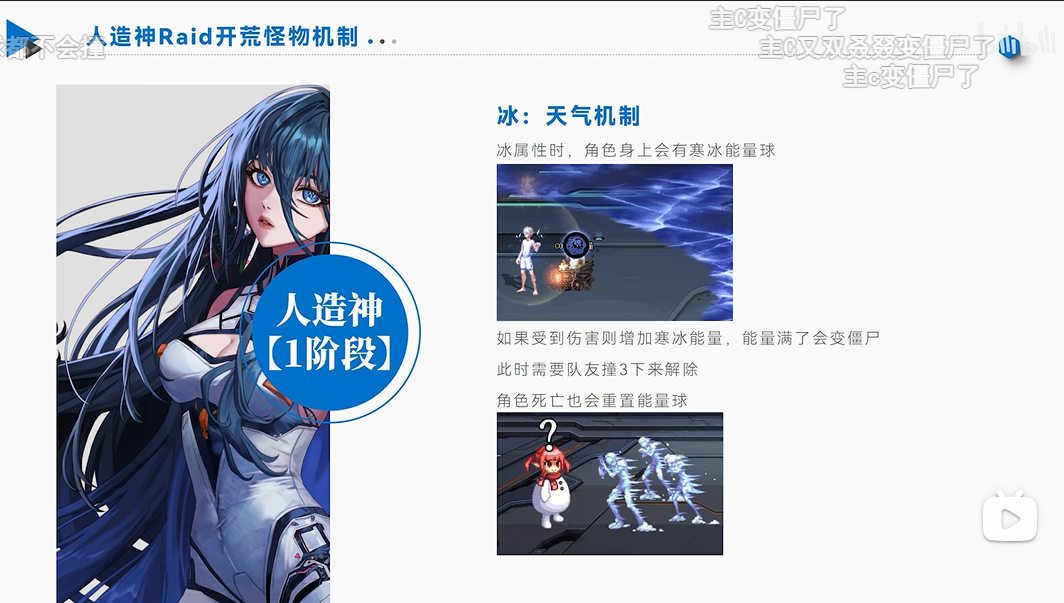 主C变僵尸了
人造神Raid开荒怪物机制
都不会撞
主C又双叒叕变僵尸了
主c变僵尸了
冰：天气机制
冰属性时，角色身上会有寒冰能量球
人造神
【1阶段】
如果受到伤害则增加寒冰能量，能量满了会变僵尸
此时需要队友撞3下来解除
角色死亡也会重置能量球
?